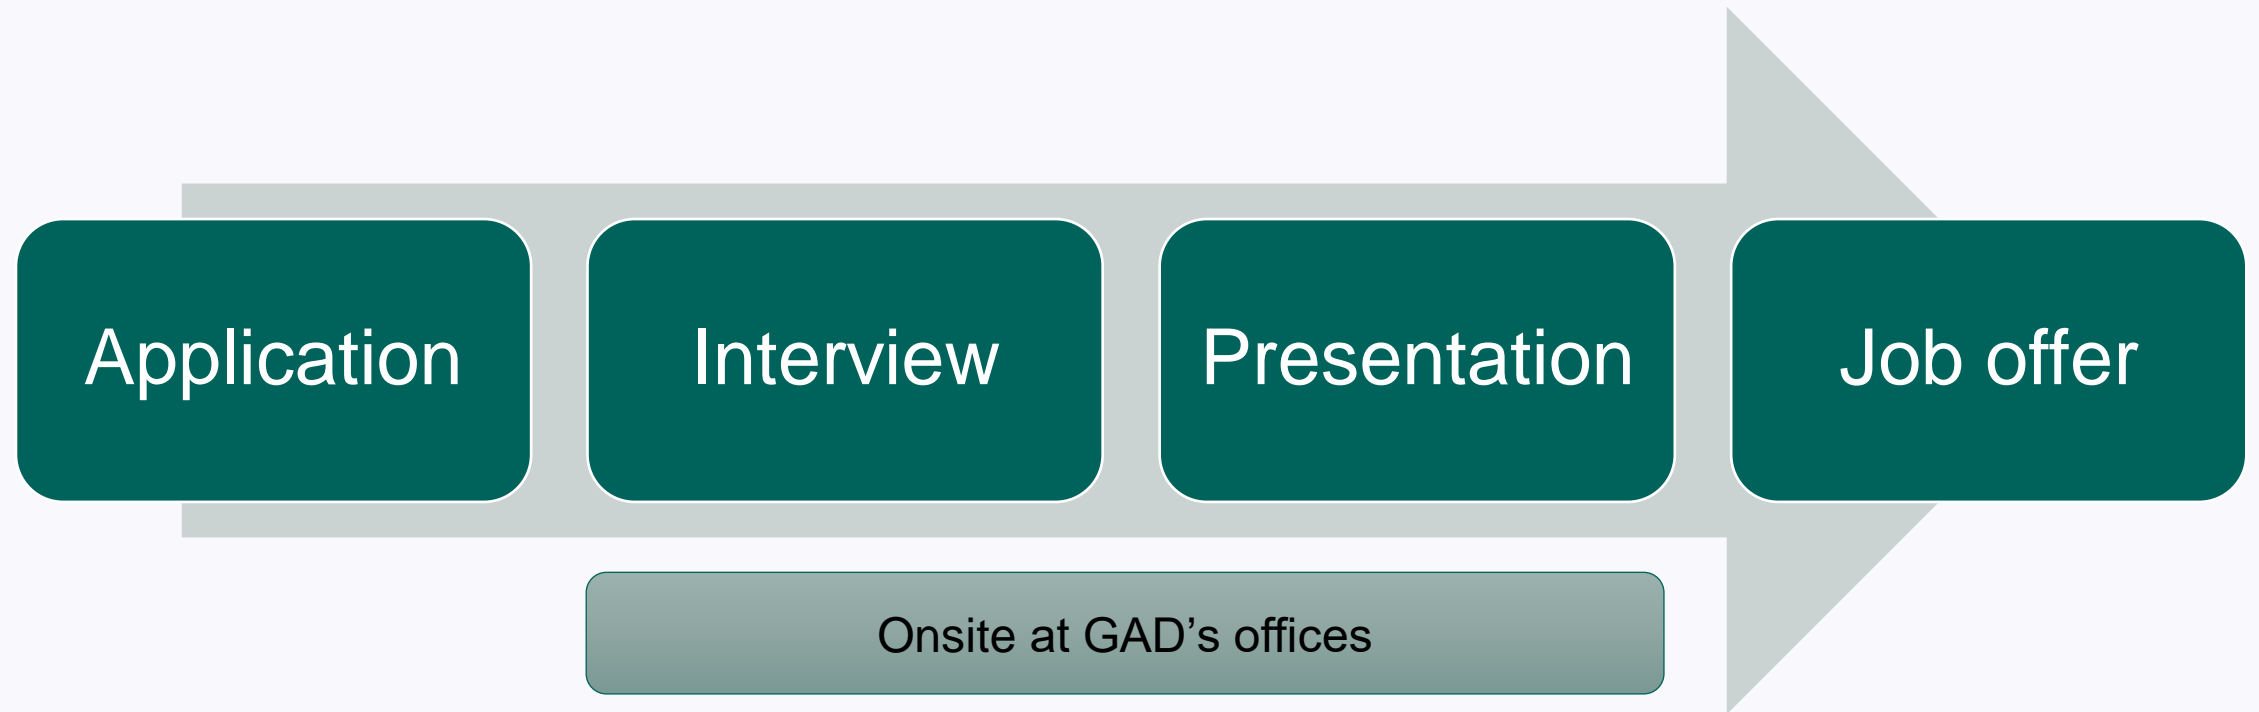 Application
Interview
Presentation
Job offer
Onsite at GAD’s offices